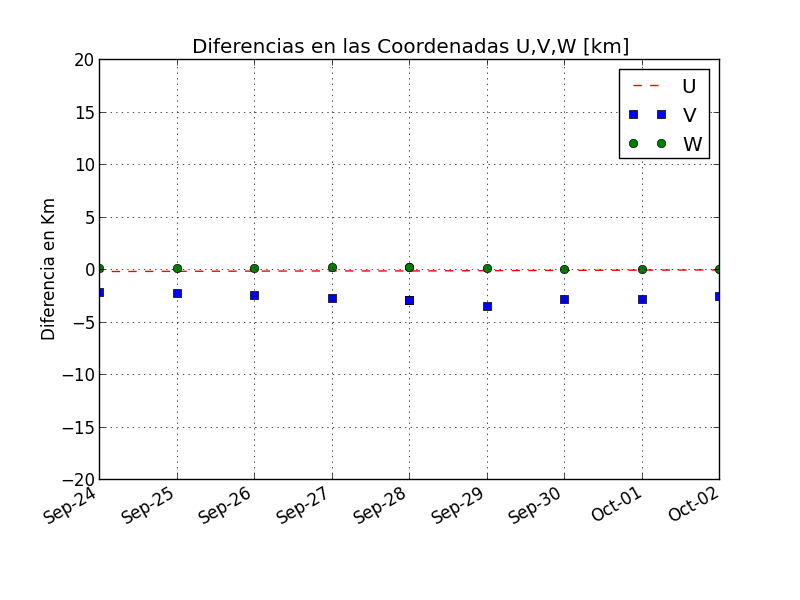 Diferencias en las Coordenadas U,V,W [km]
U
V
W
Diferencia en Km
20
15
10
5
0
−5
−10
−15
−20
Sep-24
Sep-25
Sep-26
Sep-27
Sep-28
Sep-29
Sep-30
Oct-01
Oct-02